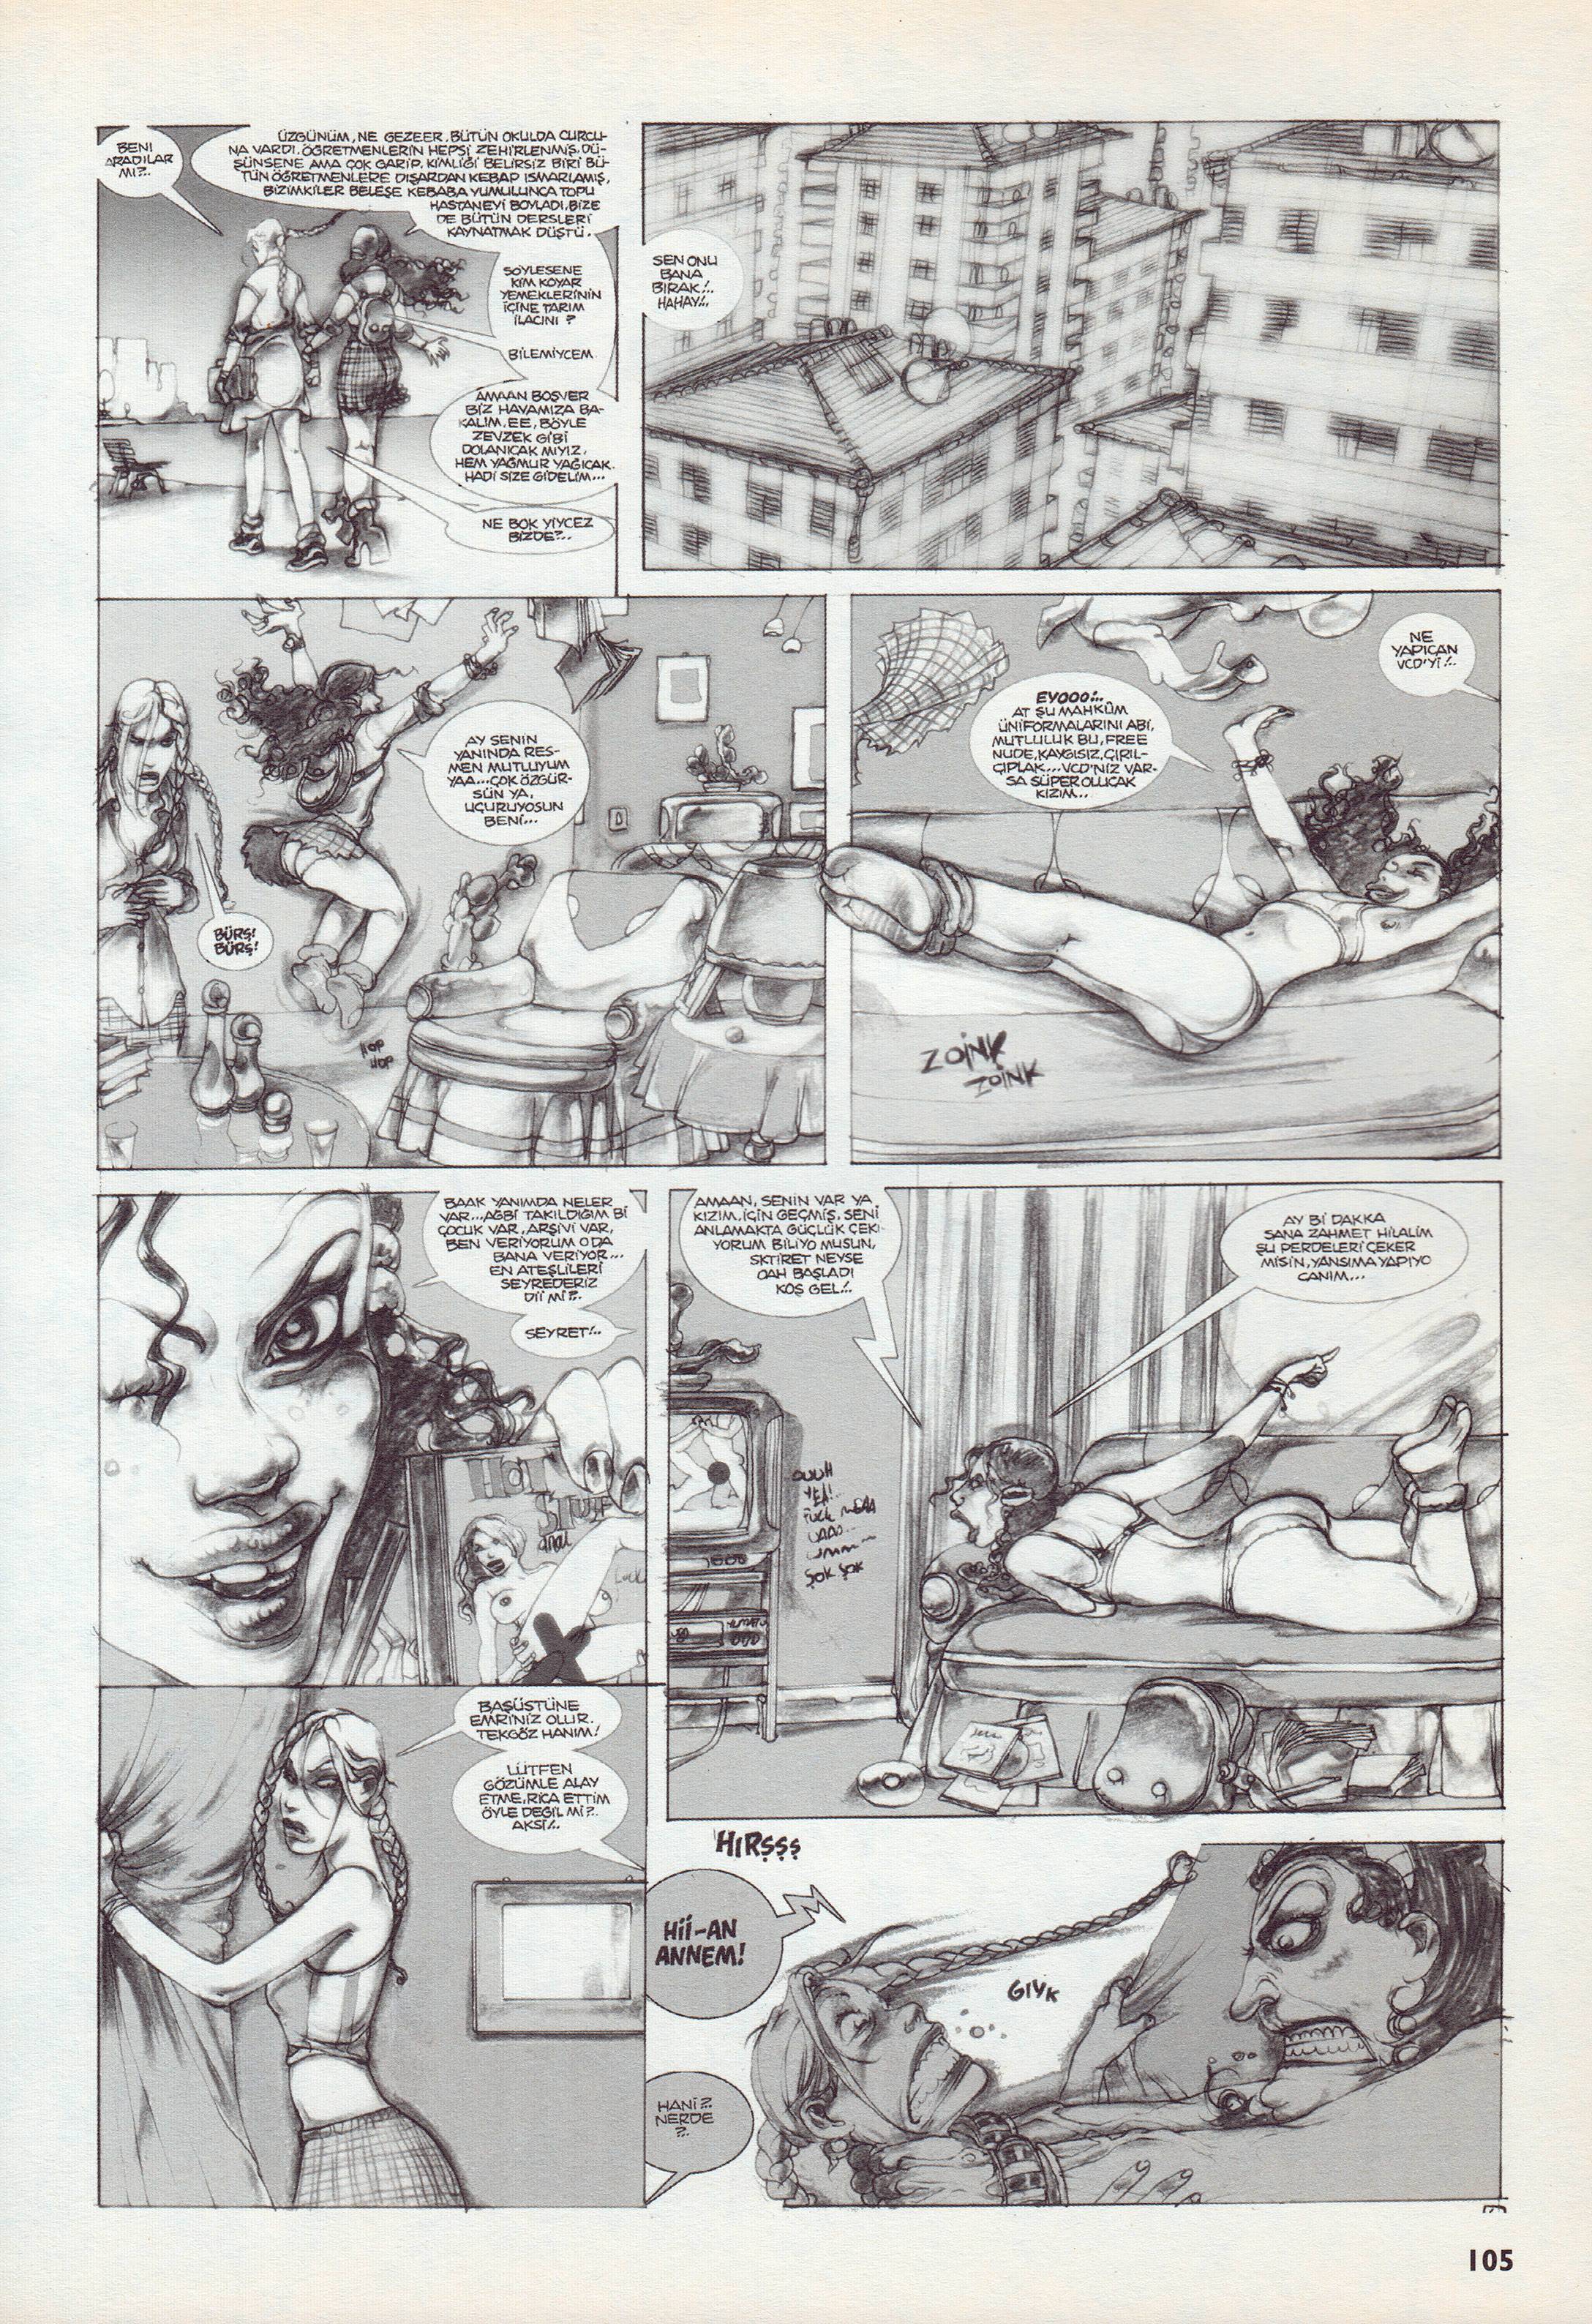 BENİ
ARADILAR
MI?..
ÜZGÜNÜM, NE GEZEER, BÜTÜN OKULDA CURCU-
NA VARDI. ÖĞRETMENLERİN HEPSİ ZEHİRLENMİŞ. DÜ-
ŞÜNSENE AMA ÇOK GARİP. KİMLİĞİ BELİRSİZ BİRİ BÜ-
TÜN ÖĞRETMENLERE DIŞARDAN KEBAP ISMARLAMIŞ,
BİZİMKİLER BELEŞE KEBABA YUMULUNCA TOPU
HASTANEYİ BOYLADI, BİZE
DE BÜTÜN DERSLERİ
KAYNATMAK DÜŞTÜ.
SÖYLESENE
KİM KOYAR
YEMEKLERİNİN
İÇİNE TARIM
İLACINI ?
BİLEMİYCEM
AMAAN BOŞVER
BİZ HAVAMIZA BA-
KALIM, EE, BÖYLE
ZEVZEK GİBİ
DOLANICAK MIYIZ,
HEM YAĞMUR YAĞICAK.
HADİ SİZE GİDELİM...
NE BOK YİYCEZ
BİZDE?..
SEN ONU
BANA
BIRAK!..
HAHAY!..
AY SENİN
YANINDA RES-
MEN MUTLUYUM
YAA...ÇOK ÖZGÜR-
SÜN YA,
UÇURUYOSUN
BENİ...
BÜRŞ!
BÜRŞ!
HOP
HOP
EYOOO!..
AT ŞU MAHKÜM
ÜNİFORMALARINI ABİ,
MUTLULUK BU, FREE
NUDE, KAYGISIZ, ÇIRIL-
ÇIPLAK...VCD'NİZ VAR-
SA SÜPER OLUCAK
KIZIM..
NE
YAPICAN
VCD'Yİ!..
ZOİNK
ZOİNK
BAAK YANIMDA NELER
VAR...AĞBİ TAKILDIĞIM Bİ
ÇOCUK VAR, ARŞİVİ VAR,
BEN VERİYORUM O DA
BANA VERİYOR...
EN ATEŞLİLERİ
SEYREDERİZ
Dİİ Mİ?..
SEYRET!..
HOT
STUFF
anal
AMAAN, SENİN VAR YA
KIZIM, İÇİN GEÇMİŞ, SENİ
ANLAMAKTA GÜÇLÜK ÇEKİ-
YORUM BİLİYO MUSUN,
SKTİRET NEYSE
OAH BAŞLADI
KOŞ GEL!..
AY Bİ DAKKA
SANA ZAHMET HİLALİM
ŞU PERDELERİ ÇEKER
MİSİN, YANSIMA YAPIYO
CANIM...
OUUH
YEA!..
FUCK MEAA
UAAA...
UMMM~
ŞOK ŞOK
BAŞÜSTÜNE
EMRİNİZ OLUR.
TEKGÖZ HANIM!
LÜTFEN
GÖZÜMLE ALAY
ETME, RİCA ETTİM
ÖYLE DEĞİL Mİ?..
AKSİ!..
HIRŞŞŞ
Hİİ-AN
ANNEM!
GIYK
HANİ?..
NERDE
?..
105